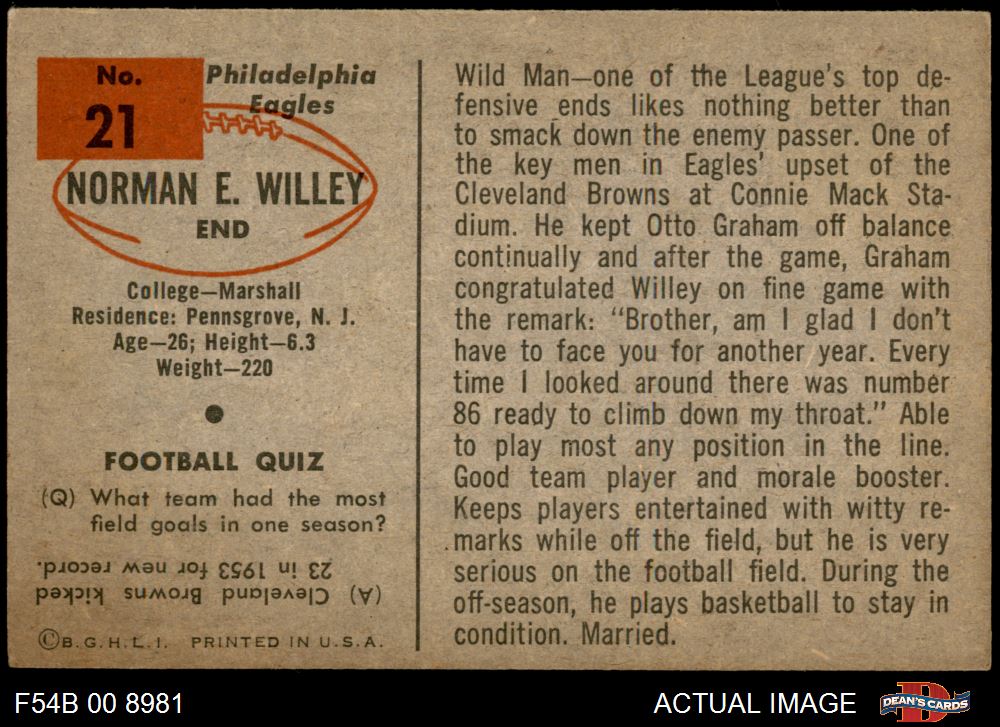 No.
21
Philadelphia
Eagles
NORMAN E. WILLEY
END
College—Marshall
Residence: Pennsgrove, N. J.
Age—26; Height—6.3
Weight—220
FOOTBALL QUIZ
(Q) What team had the most
field goals in one season?
(A) Cleveland Browns kicked
23 in 1953 for new record.
©B.G.H.L.I. PRINTED IN U.S.A.
Wild Man—one of the League's top de-
fensive ends likes nothing better than
to smack down the enemy passer. One of
the key men in Eagles' upset of the
Cleveland Browns at Connie Mack Sta-
dium. He kept Otto Graham off balance
continually and after the game, Graham
congratulated Willey on fine game with
the remark: "Brother, am I glad I don't
have to face you for another year. Every
time I looked around there was number
86 ready to climb down my throat." Able
to play most any position in the line.
Good team player and morale booster.
Keeps players entertained with witty re-
marks while off the field, but he is very
serious on the football field. During the
off-season, he plays basketball to stay in
condition. Married.
F54B 00 8981
ACTUAL IMAGE
D
DEAN'S CARDS